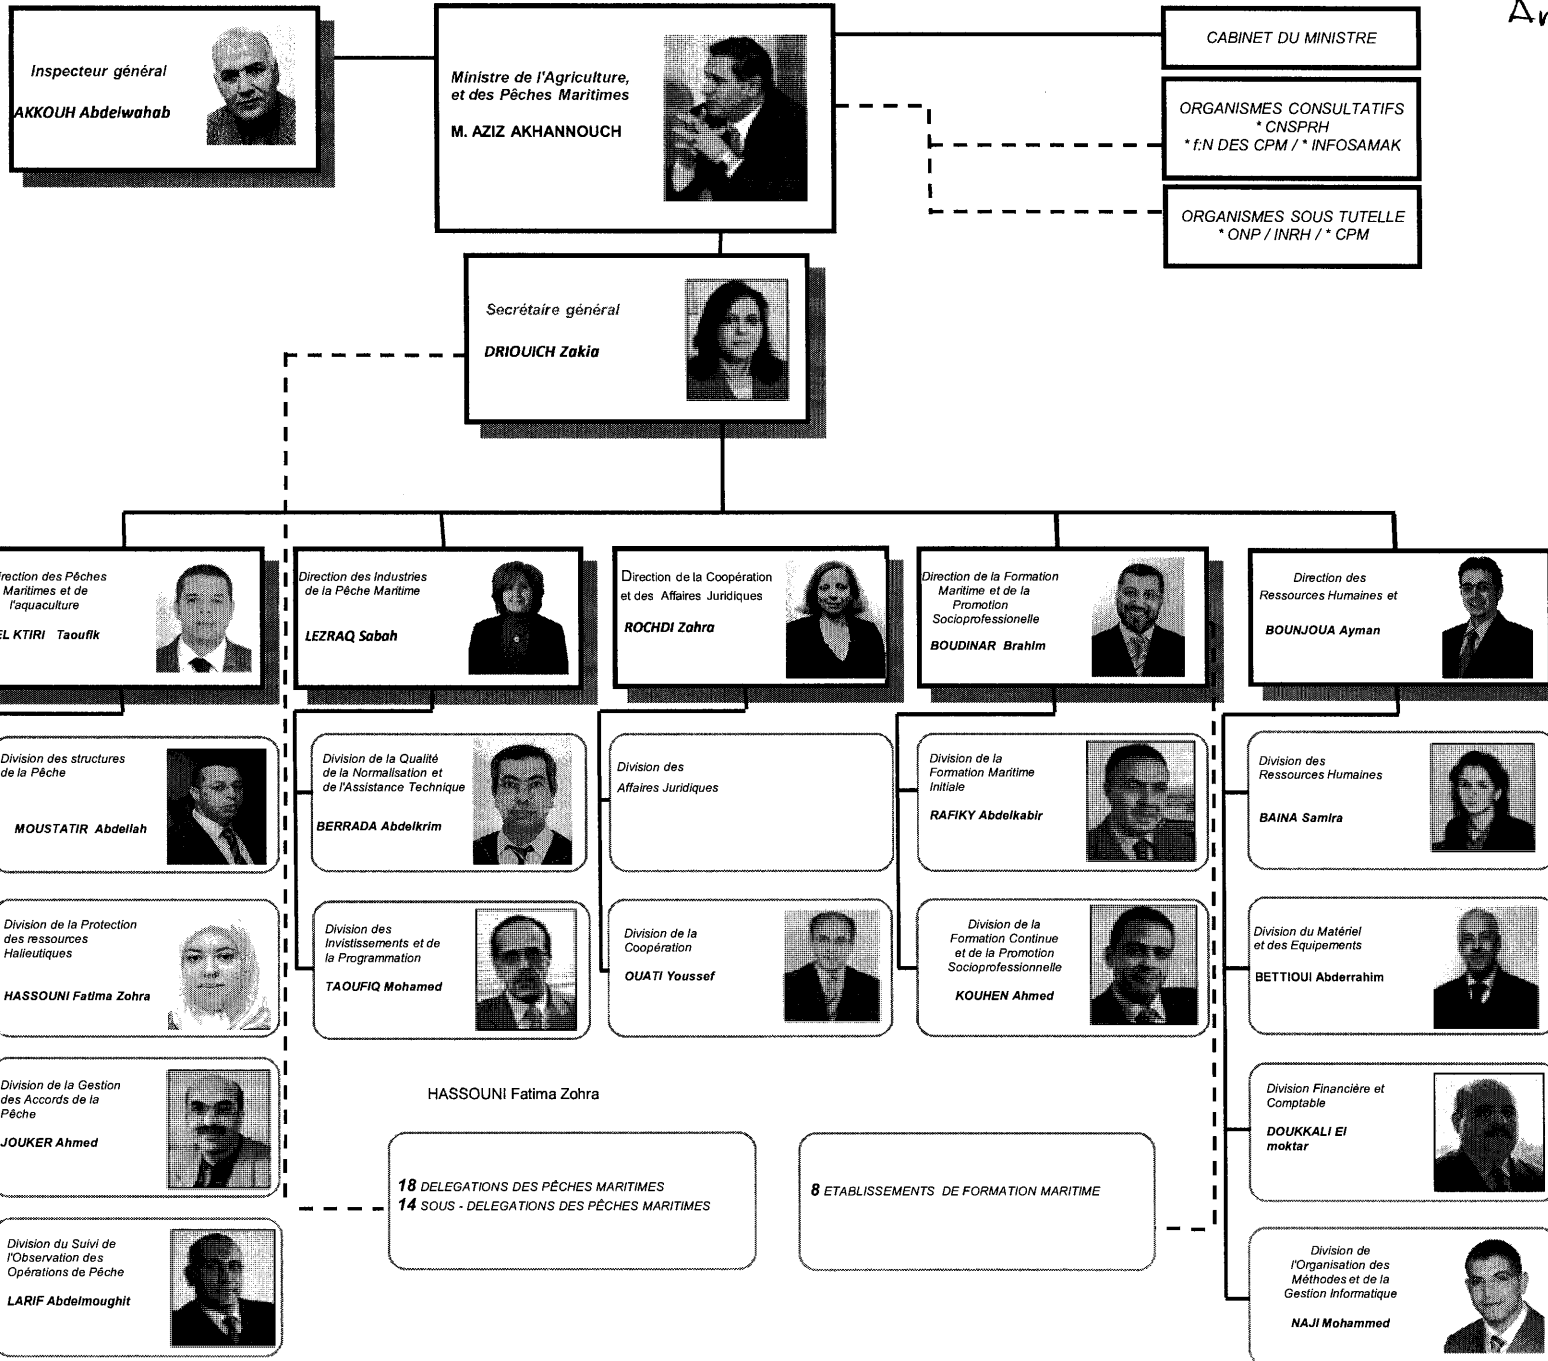 Inspecteur général
AKKOUH Abdelwahab
Ministre de l'Agriculture,
et des Pêches Maritimes
M. AZIZ AKHANNOUCH
CABINET DU MINISTRE
ORGANISMES CONSULTATIFS
* CNSPRH
* f:N DES CPM / * INFOSAMAK
ORGANISMES SOUS TUTELLE
* ONP / INRH / * CPM
Secrétaire général
DRIOUICH Zakia
irection des Pêches
Maritimes et de
l'aquaculture
EL KTIRI Taoufik
Direction des Industries
de la Pêche Maritime
LEZRAQ Sabah
Direction de la Coopération
et des Affaires Juridiques
ROCHDI Zohra
Direction de la Formation
Maritime et de la
Promotion
Socioprofessionelle
BOUDINAR Brahim
Direction des
Ressources Humaines et
BOUNJOUA Ayman
Division des structures
de la Pêche
MOUSTATIR Abdellah
Division de la Protection
des ressources
Halieutiques
HASSOUNI Fatima Zohra
Division de la Gestion
des Accords de la
Pêche
JOUKER Ahmed
Division du Suivi de
l'Observation des
Opérations de Pêche
LARIF Abdelmoughit
Division de la Qualité
de la Normalisation et
de l'Assistance Technique
BERRADA Abdelkrim
Division des
Invistissements et de
la Programmation
TAOUFIQ Mohamed
Division des
Affaires Juridiques
Division de la
Coopération
OUATI Youssef
Division de la
Formation Maritime
Initiale
RAFIKY Abdelkabir
Division de la
Formation Continue
et de la Promotion
Socioprofessionnelle
KOUHEN Ahmed
Division des
Ressources Humaines
BAINA Samira
Division du Matériel
et des Equipements
BETTIOUI Abderrahim
Division Financière et
Comptable
DOUKKALI El
moktar
Division de
l'Organisation des
Méthodes et de la
Gestion Informatique
NAJI Mohammed
HASSOUNI Fatima Zohra
18 DELEGATIONS DES PÊCHES MARITIMES
14 SOUS - DELEGATIONS DES PÊCHES MARITIMES
8 ETABLISSEMENTS DE FORMATION MARITIME